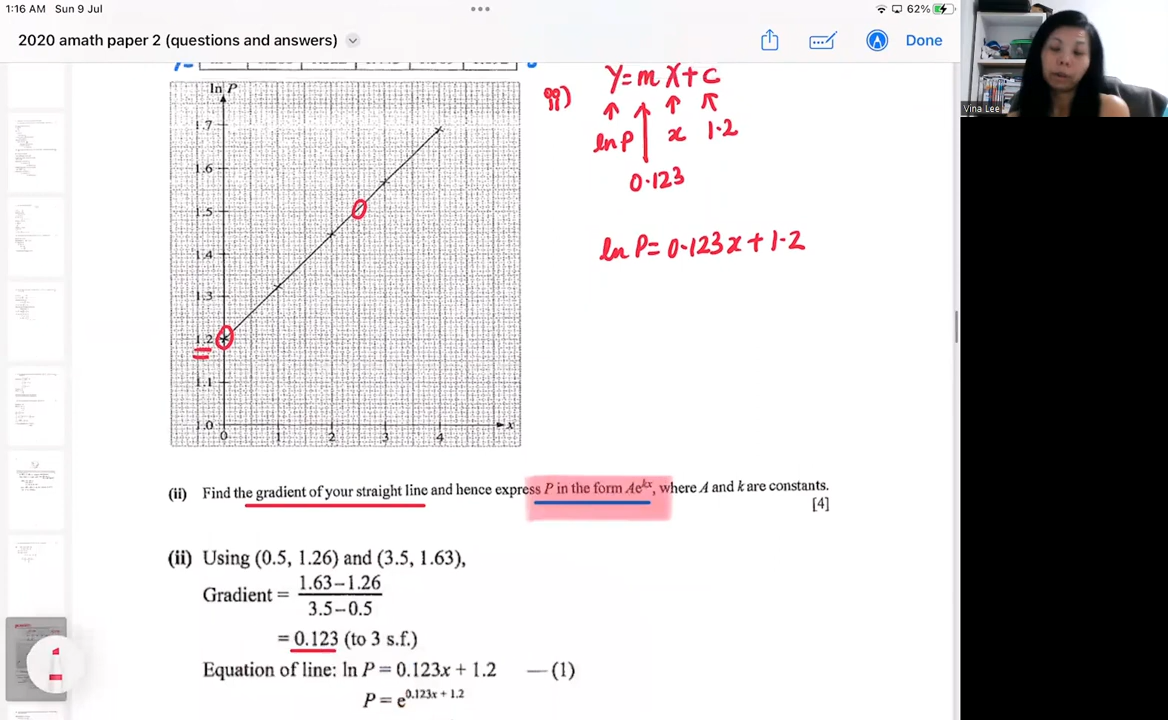 1:16 AM Sun 9 Jul
62%
2020 amath paper 2 (questions and answers)
Done
Vina Lee
ln P
1.7
1.6
1.5
1.4
1.3
1.2
1.1
1.0
0 1 2 3 4 x
Y = m X + c
ln P x 1.2
0.123
ln P = 0.123x + 1.2
(ii) Find the gradient of your straight line and hence express P in the form Ae^{kx}, where A and k are constants.
[4]
(ii) Using (0.5, 1.26) and (3.5, 1.63),
Gradient = \frac{1.63-1.26}{3.5-0.5}
= 0.123 (to 3 s.f.)
Equation of line: ln P = 0.123x + 1.2 — (1)
P = e^{0.123x + 1.2}